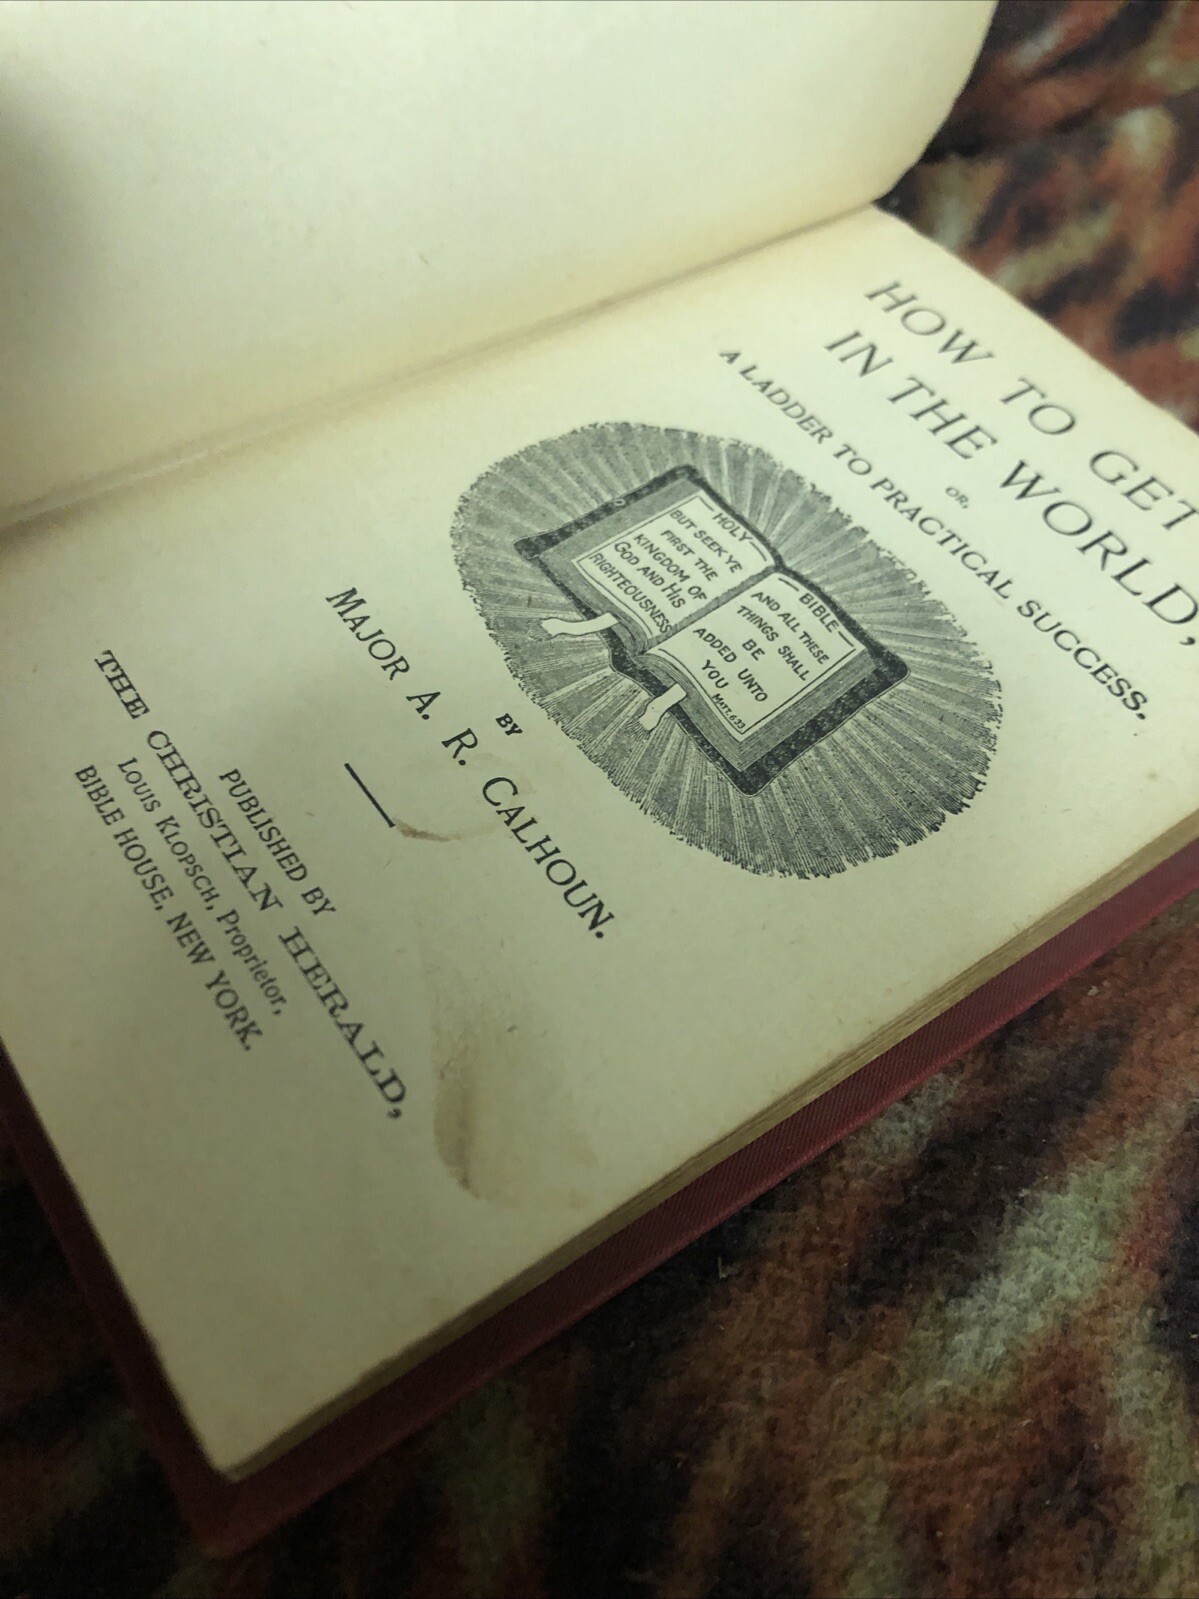 HOW TO GET
IN THE WORLD,
OR,
A LADDER TO PRACTICAL SUCCESS.
HOLY
BUT SEEK YE
FIRST THE
KINGDOM OF
GOD AND HIS
RIGHTEOUSNESS
BIBLE
AND ALL THESE
THINGS SHALL
BE
ADDED UNTO
YOU
MATT. 6.33
BY
MAJOR A. R. CALHOUN.
PUBLISHED BY
THE CHRISTIAN HERALD,
LOUIS KLOPSCH, Proprietor,
BIBLE HOUSE, NEW YORK.